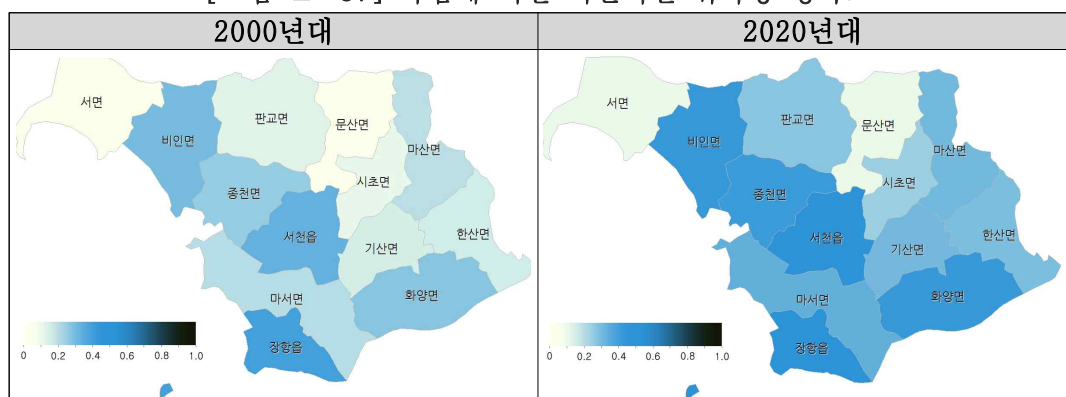 2000년대
2020년대
서면
비인면
판교면
문산면
마산면
시초면
종천면
서천읍
기산면
한산면
마서면
화양면
장항읍
0 0.2 0.4 0.6 0.8 1.0
서면
비인면
판교면
문산면
마산면
시초면
종천면
서천읍
기산면
한산면
마서면
화양면
장항읍
0 0.2 0.4 0.6 0.8 1.0